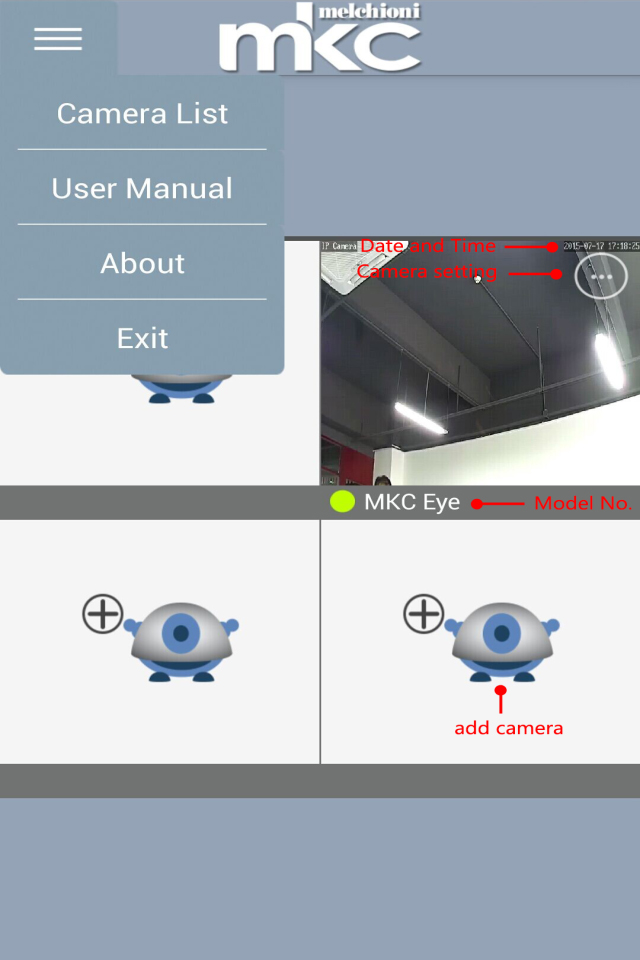 melchioni
mkc
Camera List
User Manual
About
Exit
IP Camera
Date and Time
2015-07-17 17:18:25
Camera setting
MKC Eye
Model No.
add camera